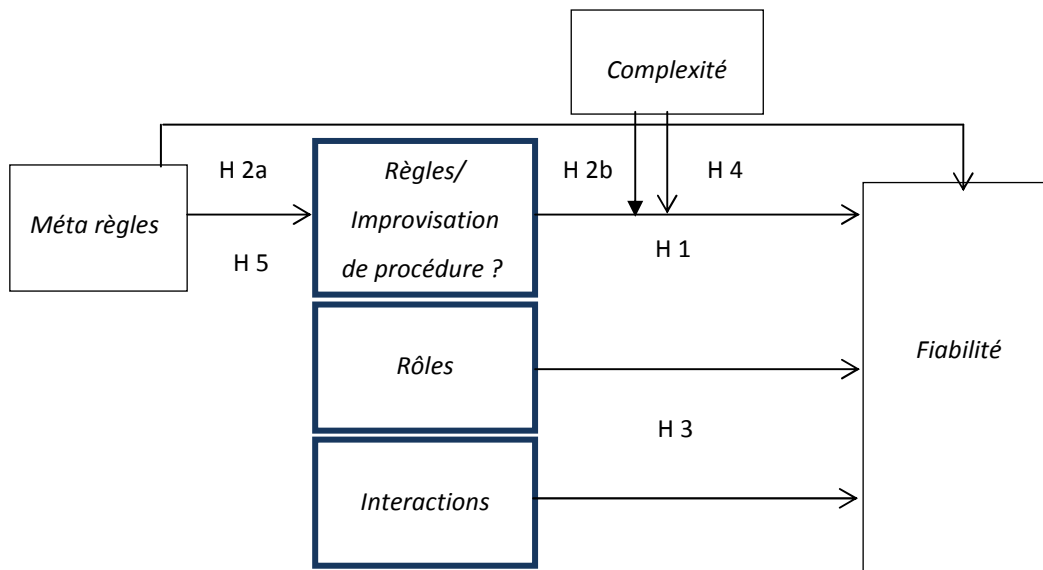 Complexité
Méta règles
H 2a
H 5
Règles/
Improvisation
de procédure ?
H 2b
H 4
H 1
Rôles
H 3
Interactions
Fiabilité